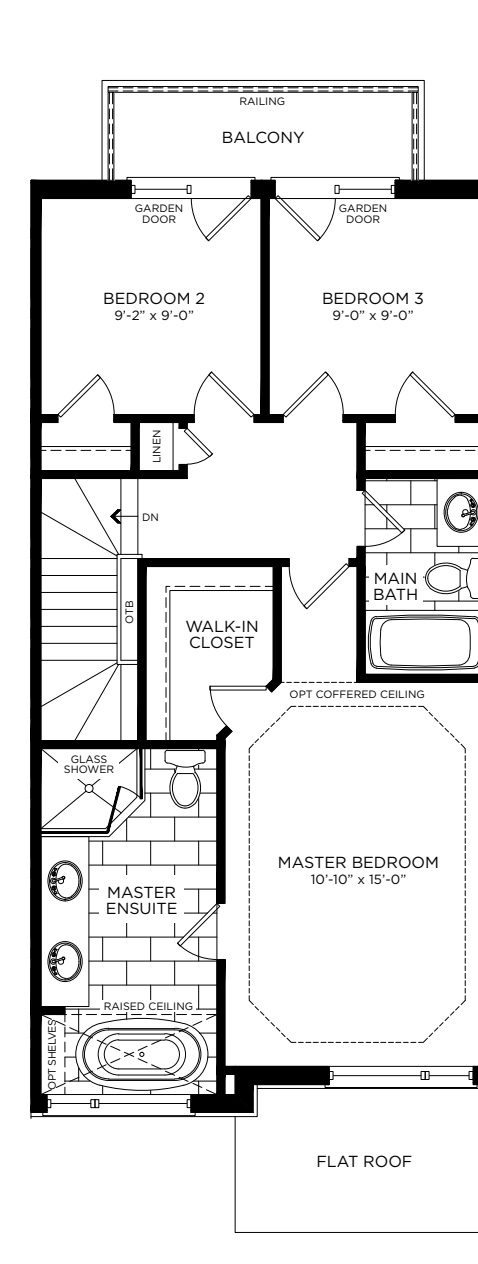 RAILING
BALCONY
GARDEN
DOOR
GARDEN
DOOR
BEDROOM 2
9'-2" x 9'-0"
BEDROOM 3
9'-0" x 9'-0"
LINEN
DN
OTB
MAIN
BATH
WALK-IN
CLOSET
OPT COFFERED CEILING
GLASS
SHOWER
MASTER BEDROOM
10'-10" x 15'-0"
MASTER
ENSUITE
RAISED CEILING
OPT SHELVES
FLAT ROOF